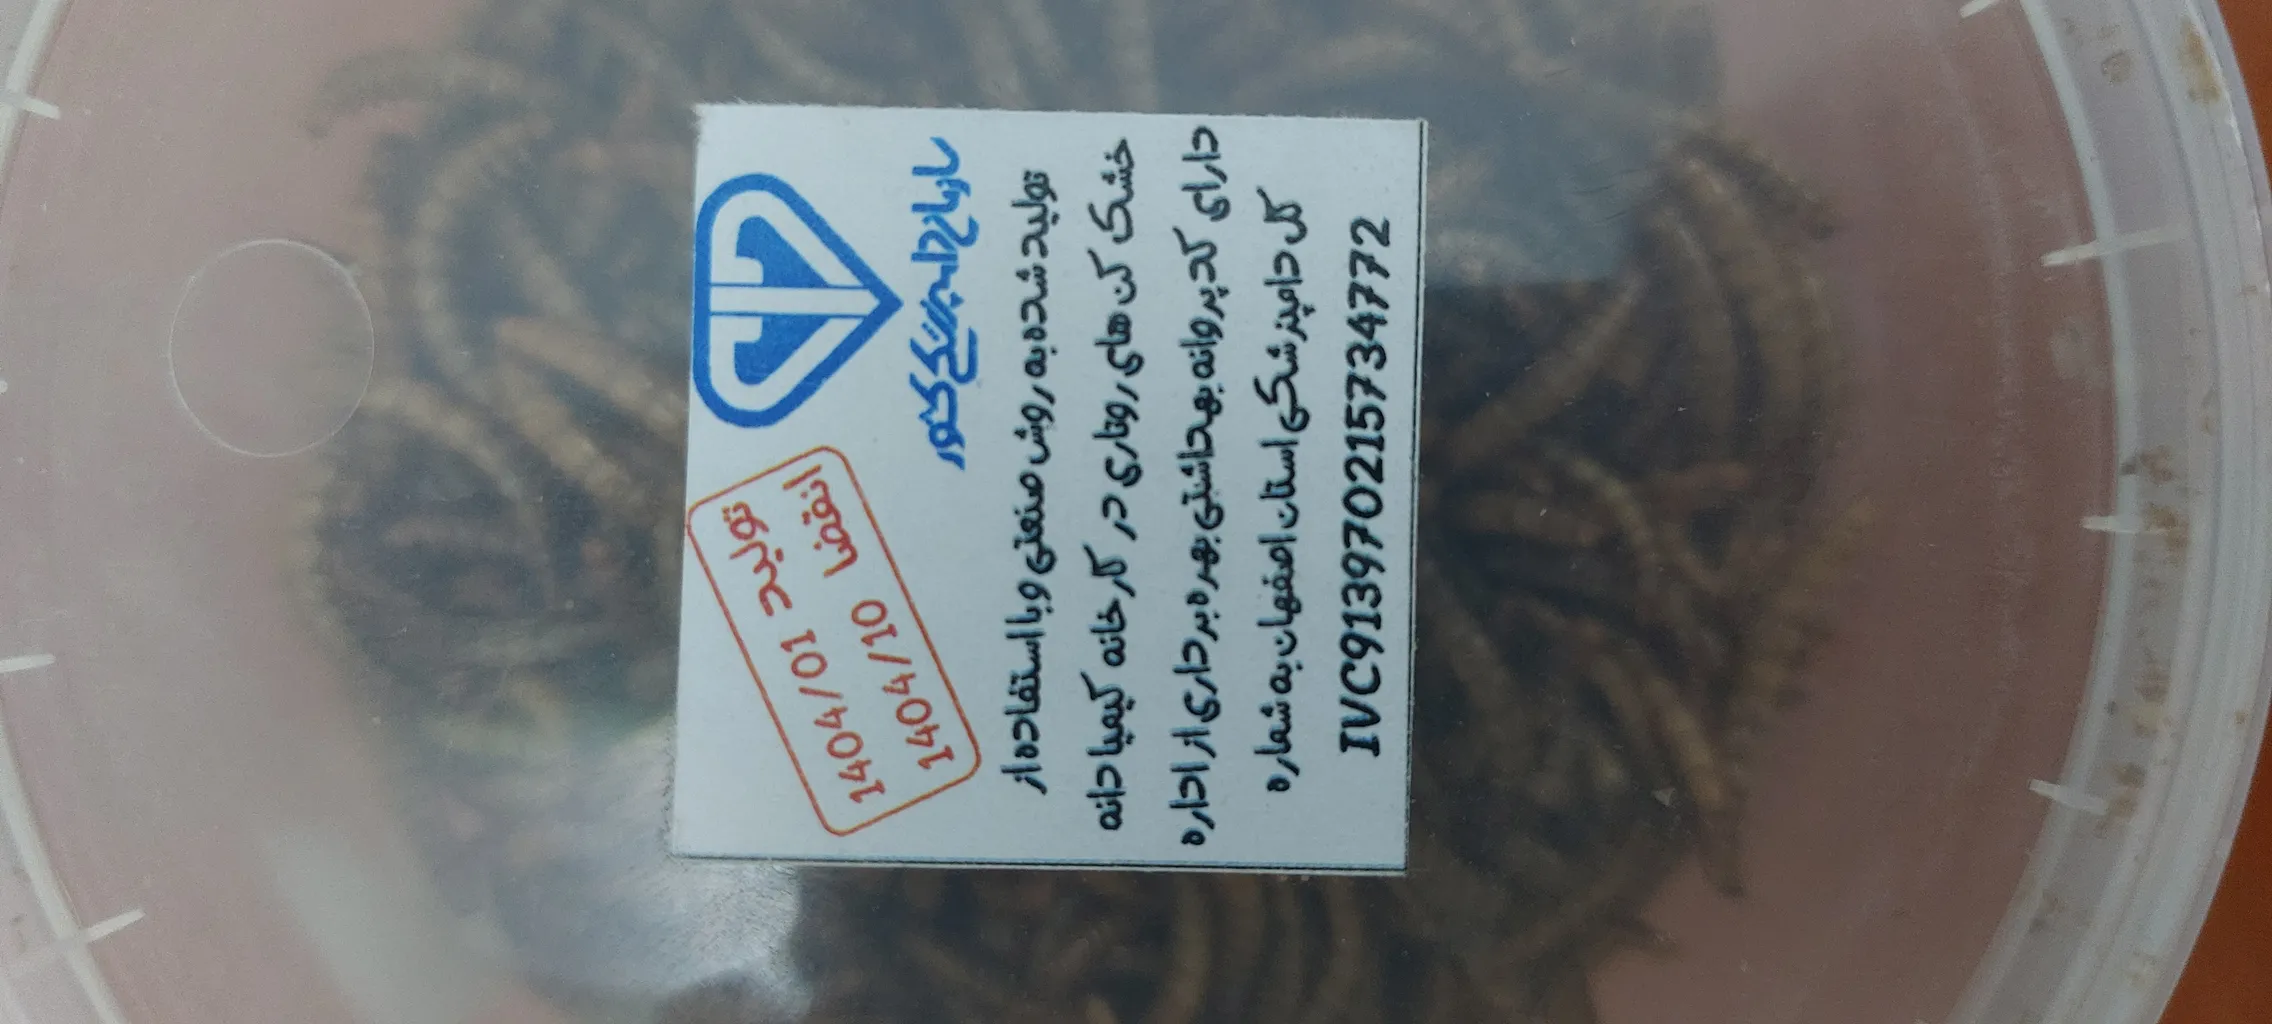 سازمان دامپزشکی کشور
تولید 1404/01
انقضا 1404/10
تولید شده به روش صنعتی و با استفاده از
خشک کن های روتاری در کارخانه کیمیا دانه
دارای کد پروانه بهداشتی بهره برداری از اداره
کل دامپزشکی استان اصفهان به شماره
IVC9139702115734772